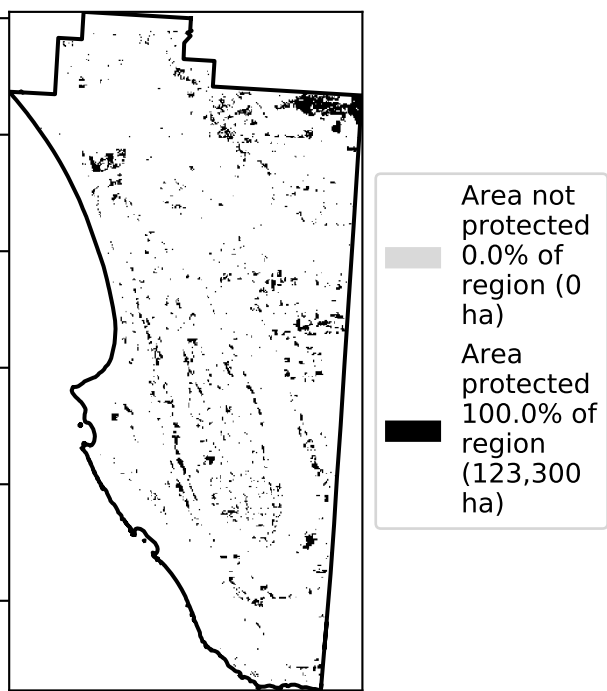 Area not
protected
0.0% of
region (0
ha)
Area
protected
100.0% of
region
(123,300
ha)